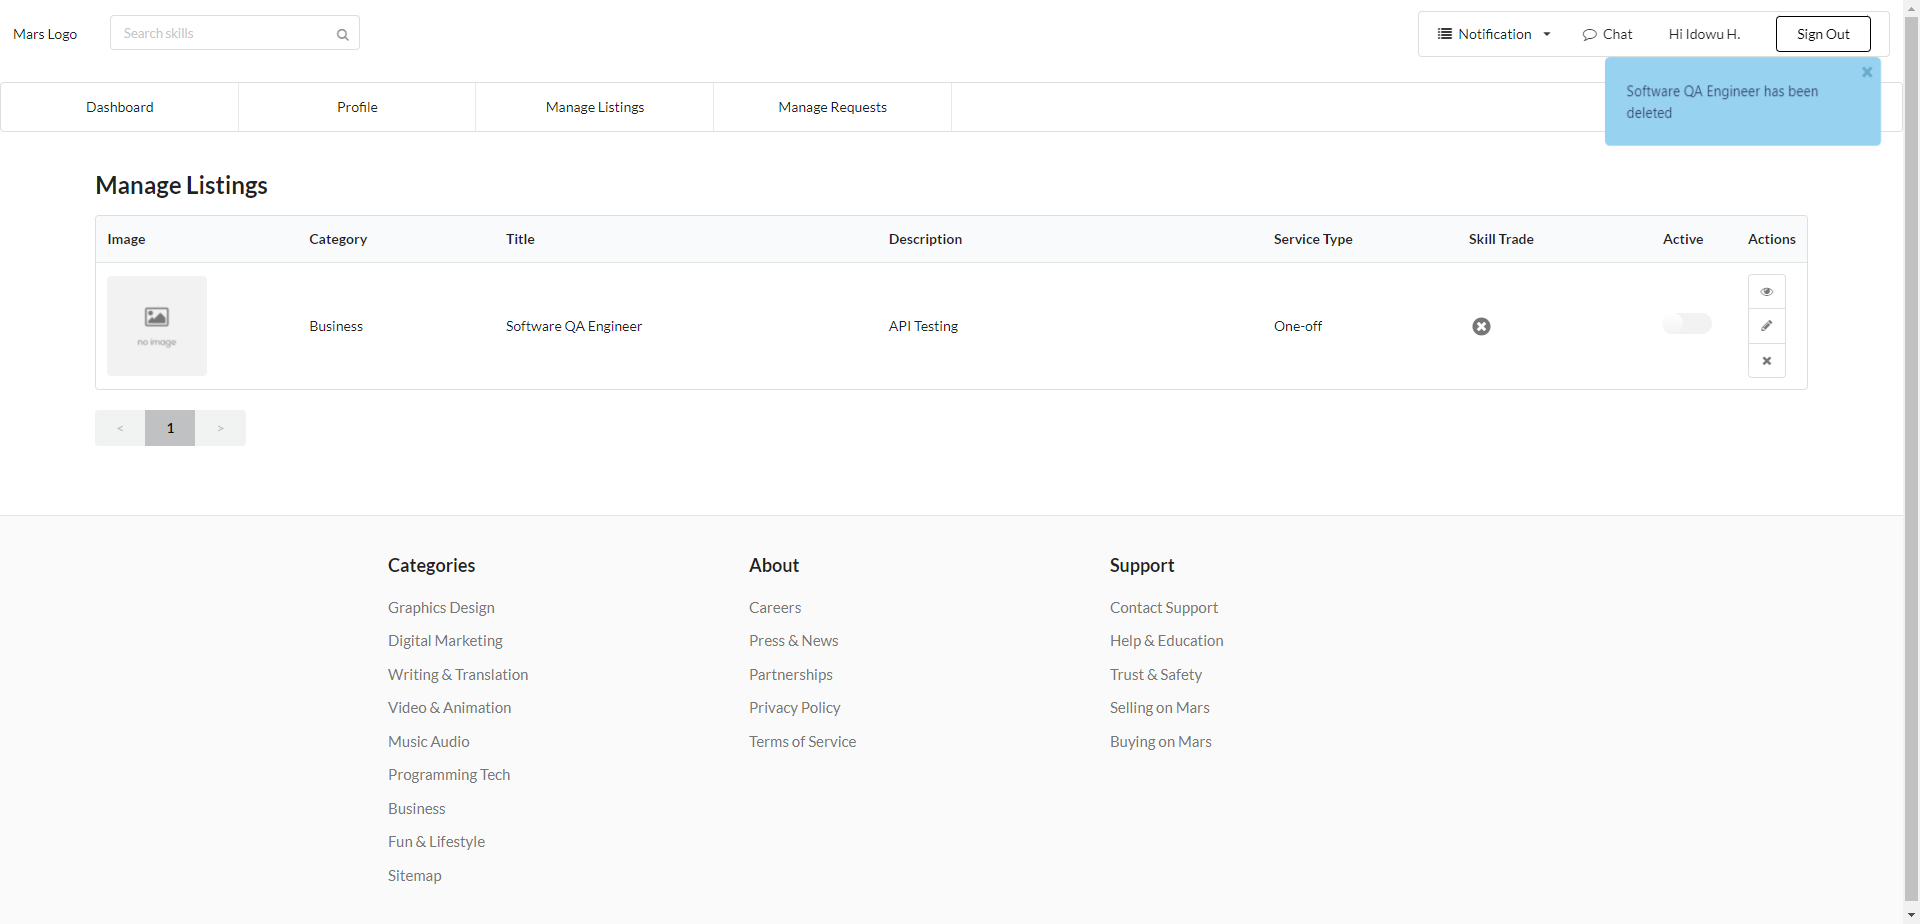 Mars Logo
Search skills
Notification
Chat
Hi Idowu H.
Sign Out
Software QA Engineer has been
deleted
Dashboard
Profile
Manage Listings
Manage Requests
Manage Listings
Image Category Title Description Service Type Skill Trade Active Actions
no image
Business Software QA Engineer API Testing One-off
< 1 >
Categories
Graphics Design
Digital Marketing
Writing & Translation
Video & Animation
Music Audio
Programming Tech
Business
Fun & Lifestyle
Sitemap
About
Careers
Press & News
Partnerships
Privacy Policy
Terms of Service
Support
Contact Support
Help & Education
Trust & Safety
Selling on Mars
Buying on Mars